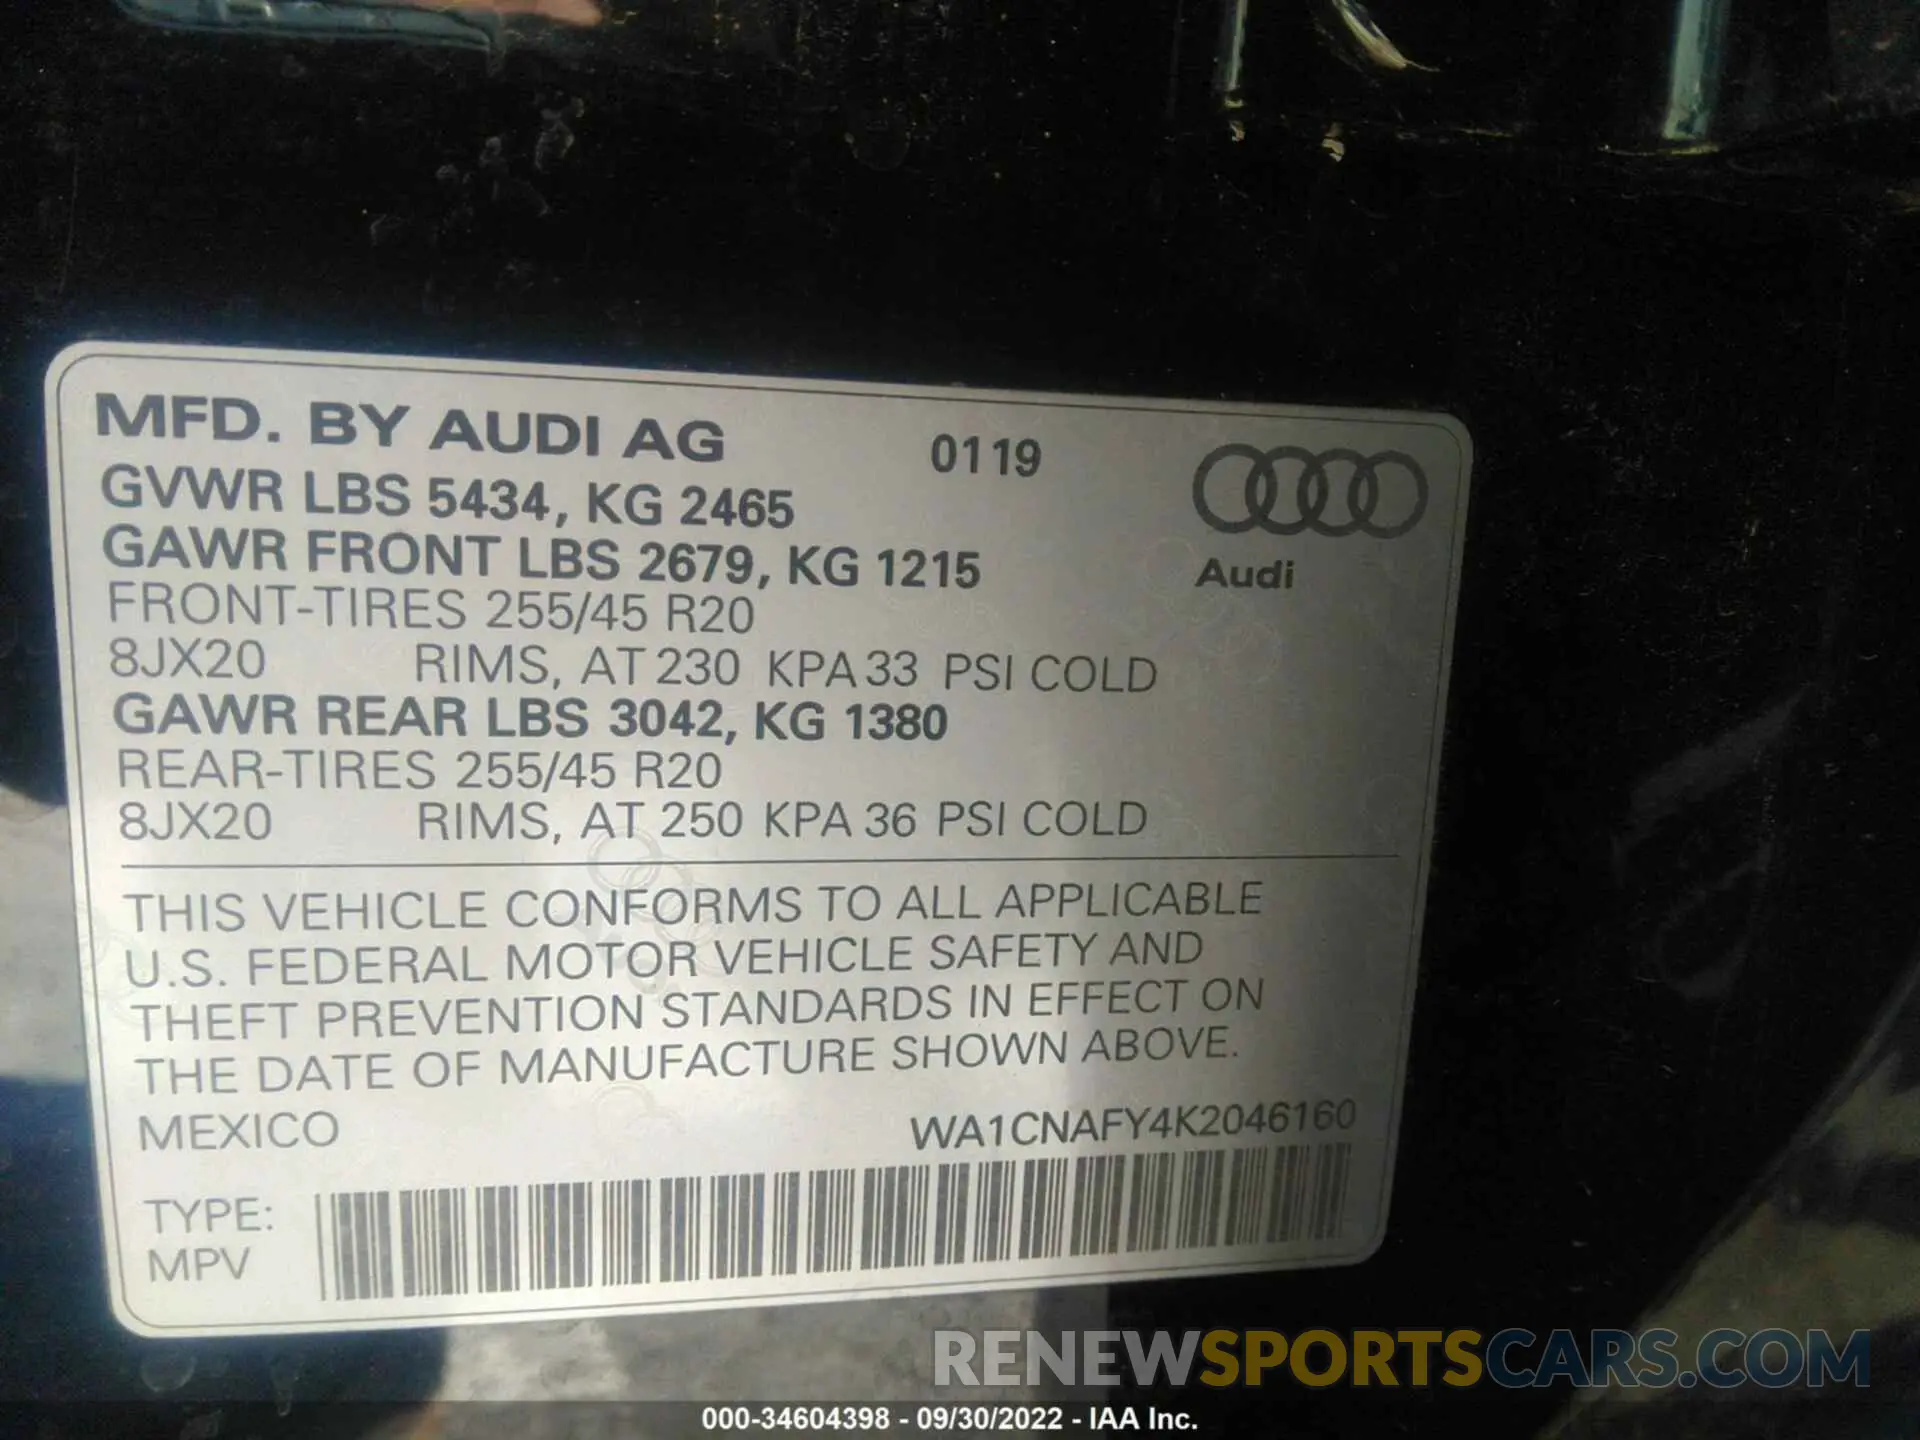 MFD. BY AUDI AG 0119
GVWR LBS 5434, KG 2465
GAWR FRONT LBS 2679, KG 1215
Audi
FRONT-TIRES 255/45 R20
8JX20 RIMS, AT 230 KPA 33 PSI COLD
GAWR REAR LBS 3042, KG 1380
REAR-TIRES 255/45 R20
8JX20 RIMS, AT 250 KPA 36 PSI COLD
THIS VEHICLE CONFORMS TO ALL APPLICABLE
U.S. FEDERAL MOTOR VEHICLE SAFETY AND
THEFT PREVENTION STANDARDS IN EFFECT ON
THE DATE OF MANUFACTURE SHOWN ABOVE.
MEXICO WA1CNAFY4K2046160
TYPE:
MPV
RENEWSPORTSCARS.COM
000-34604398 - 09/30/2022 - IAA Inc.